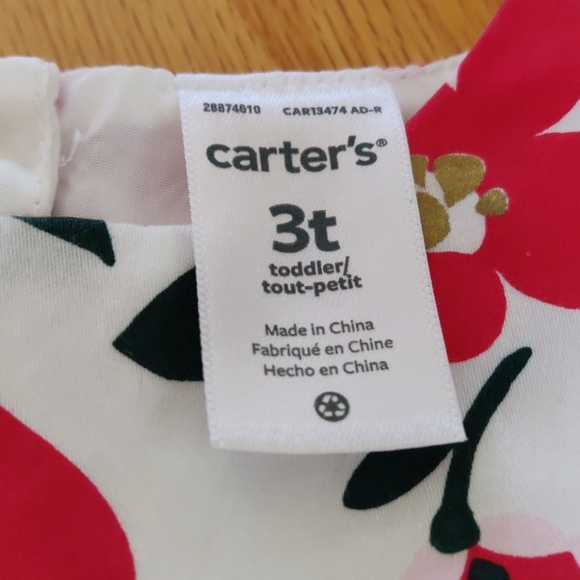 28874610 CAR13474 AD-R
carter's®
3t
toddler/
tout-petit
Made in China
Fabriqué en Chine
Hecho en China